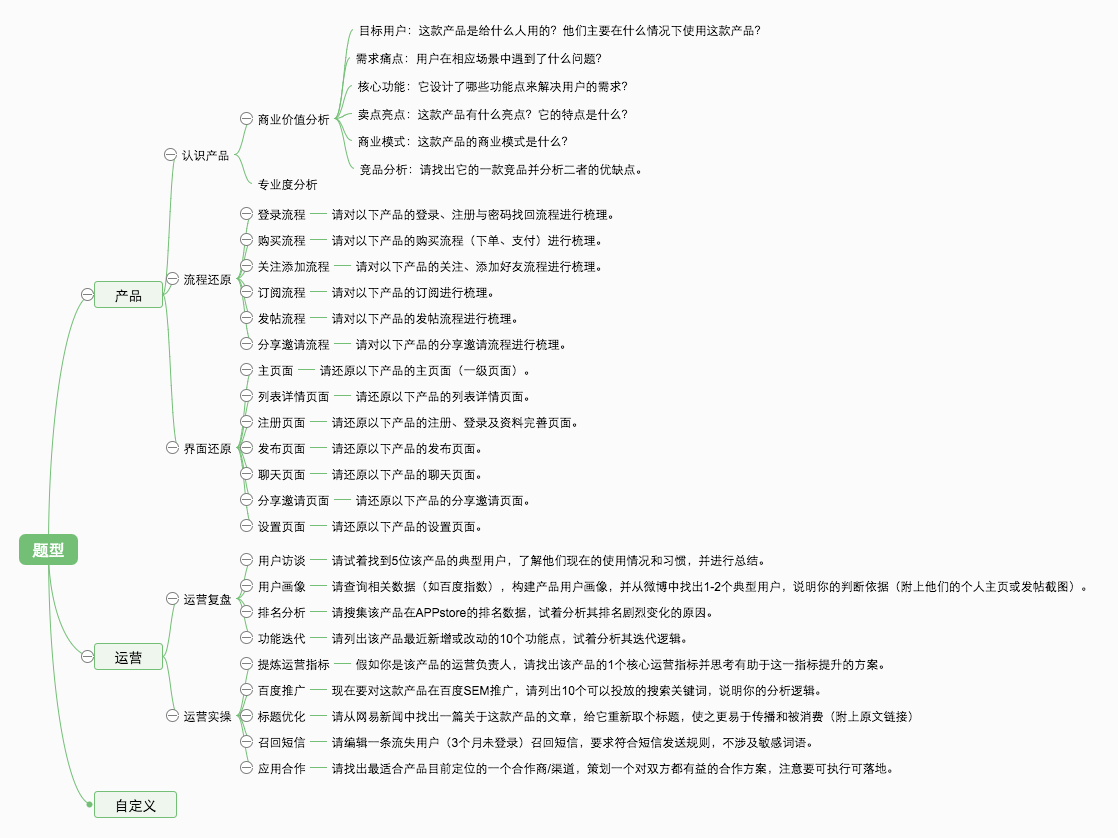 目标用户：这款产品是给什么人用的？他们主要在什么情况下使用这款产品？
需求痛点：用户在相应场景中遇到了什么问题？
核心功能：它设计了哪些功能点来解决用户的需求？
卖点亮点：这款产品有什么亮点？它的特点是什么？
商业模式：这款产品的商业模式是什么？
竞品分析：请找出它的一款竞品并分析二者的优缺点。
商业价值分析
认识产品
专业度分析
登录流程 请对以下产品的登录、注册与密码找回流程进行梳理。
购买流程 请对以下产品的购买流程（下单、支付）进行梳理。
关注添加流程 请对以下产品的关注、添加好友流程进行梳理。
流程还原
订阅流程 请对以下产品的订阅进行梳理。
产品
发帖流程 请对以下产品的发帖流程进行梳理。
分享邀请流程 请对以下产品的分享邀请流程进行梳理。
主页面 请还原以下产品的主页面（一级页面）。
列表详情页面 请还原以下产品的列表详情页面。
注册页面 请还原以下产品的注册、登录及资料完善页面。
界面还原
发布页面 请还原以下产品的发布页面。
聊天页面 请还原以下产品的聊天页面。
分享邀请页面 请还原以下产品的分享邀请页面。
设置页面 请还原以下产品的设置页面。
题型
用户访谈 请试着找到5位该产品的典型用户，了解他们现在的使用情况和习惯，并进行总结。
用户画像 请查询相关数据（如百度指数），构建产品用户画像，并从微博中找出1-2个典型用户，说明你的判断依据（附上他们的个人主页或发帖截图）。
运营复盘
排名分析 请搜集该产品在APPstore的排名数据，试着分析其排名剧烈变化的原因。
功能迭代 请列出该产品最近新增或改动的10个功能点，试着分析其迭代逻辑。
运营
提炼运营指标 假如你是该产品的运营负责人，请找出该产品的1个核心运营指标并思考有助于这一指标提升的方案。
百度推广 现在要对这款产品在百度SEM推广，请列出10个可以投放的搜索关键词，说明你的分析逻辑。
运营实操
标题优化 请从网易新闻中找出一篇关于这款产品的文章，给它重新取个标题，使之更易于传播和被消费（附上原文链接）
召回短信 请编辑一条流失用户（3个月未登录）召回短信，要求符合短信发送规则，不涉及敏感词语。
应用合作 请找出最适合产品目前定位的一个合作商/渠道，策划一个对双方都有益的合作方案，注意要可执行可落地。
自定义